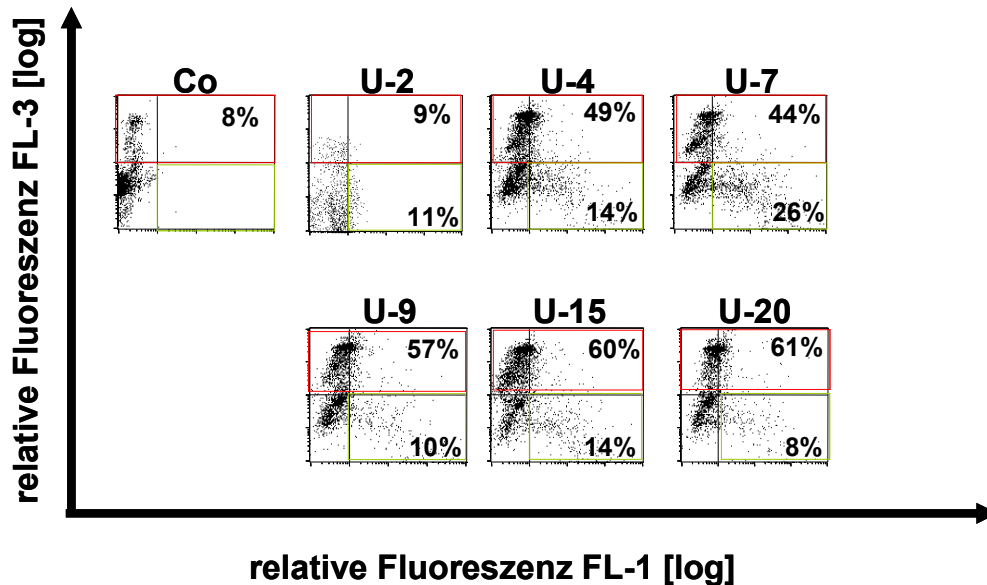 relative Fluoreszenz FL-3 [log]
Co
U-2
U-4
U-7
8%
9%
49%
44%
11%
14%
26%
U-9
U-15
U-20
57%
60%
61%
10%
14%
8%
relative Fluoreszenz FL-1 [log]